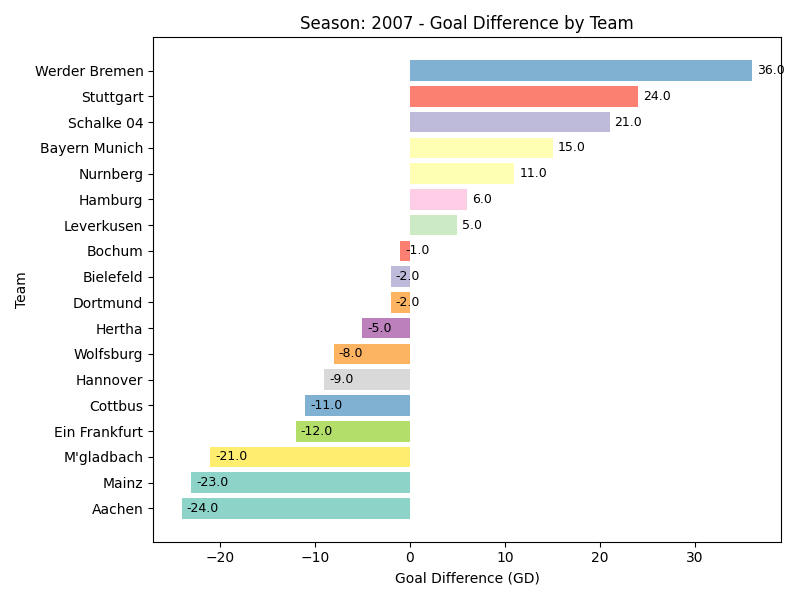 Season: 2007 - Goal Difference by Team
Team
Werder Bremen 36.0
Stuttgart 24.0
Schalke 04 21.0
Bayern Munich 15.0
Nurnberg 11.0
Hamburg 6.0
Leverkusen 5.0
Bochum -1.0
Bielefeld -2.0
Dortmund -2.0
Hertha -5.0
Wolfsburg -8.0
Hannover -9.0
Cottbus -11.0
Ein Frankfurt -12.0
M'gladbach -21.0
Mainz -23.0
Aachen -24.0
−20 −10 0 10 20 30
Goal Difference (GD)